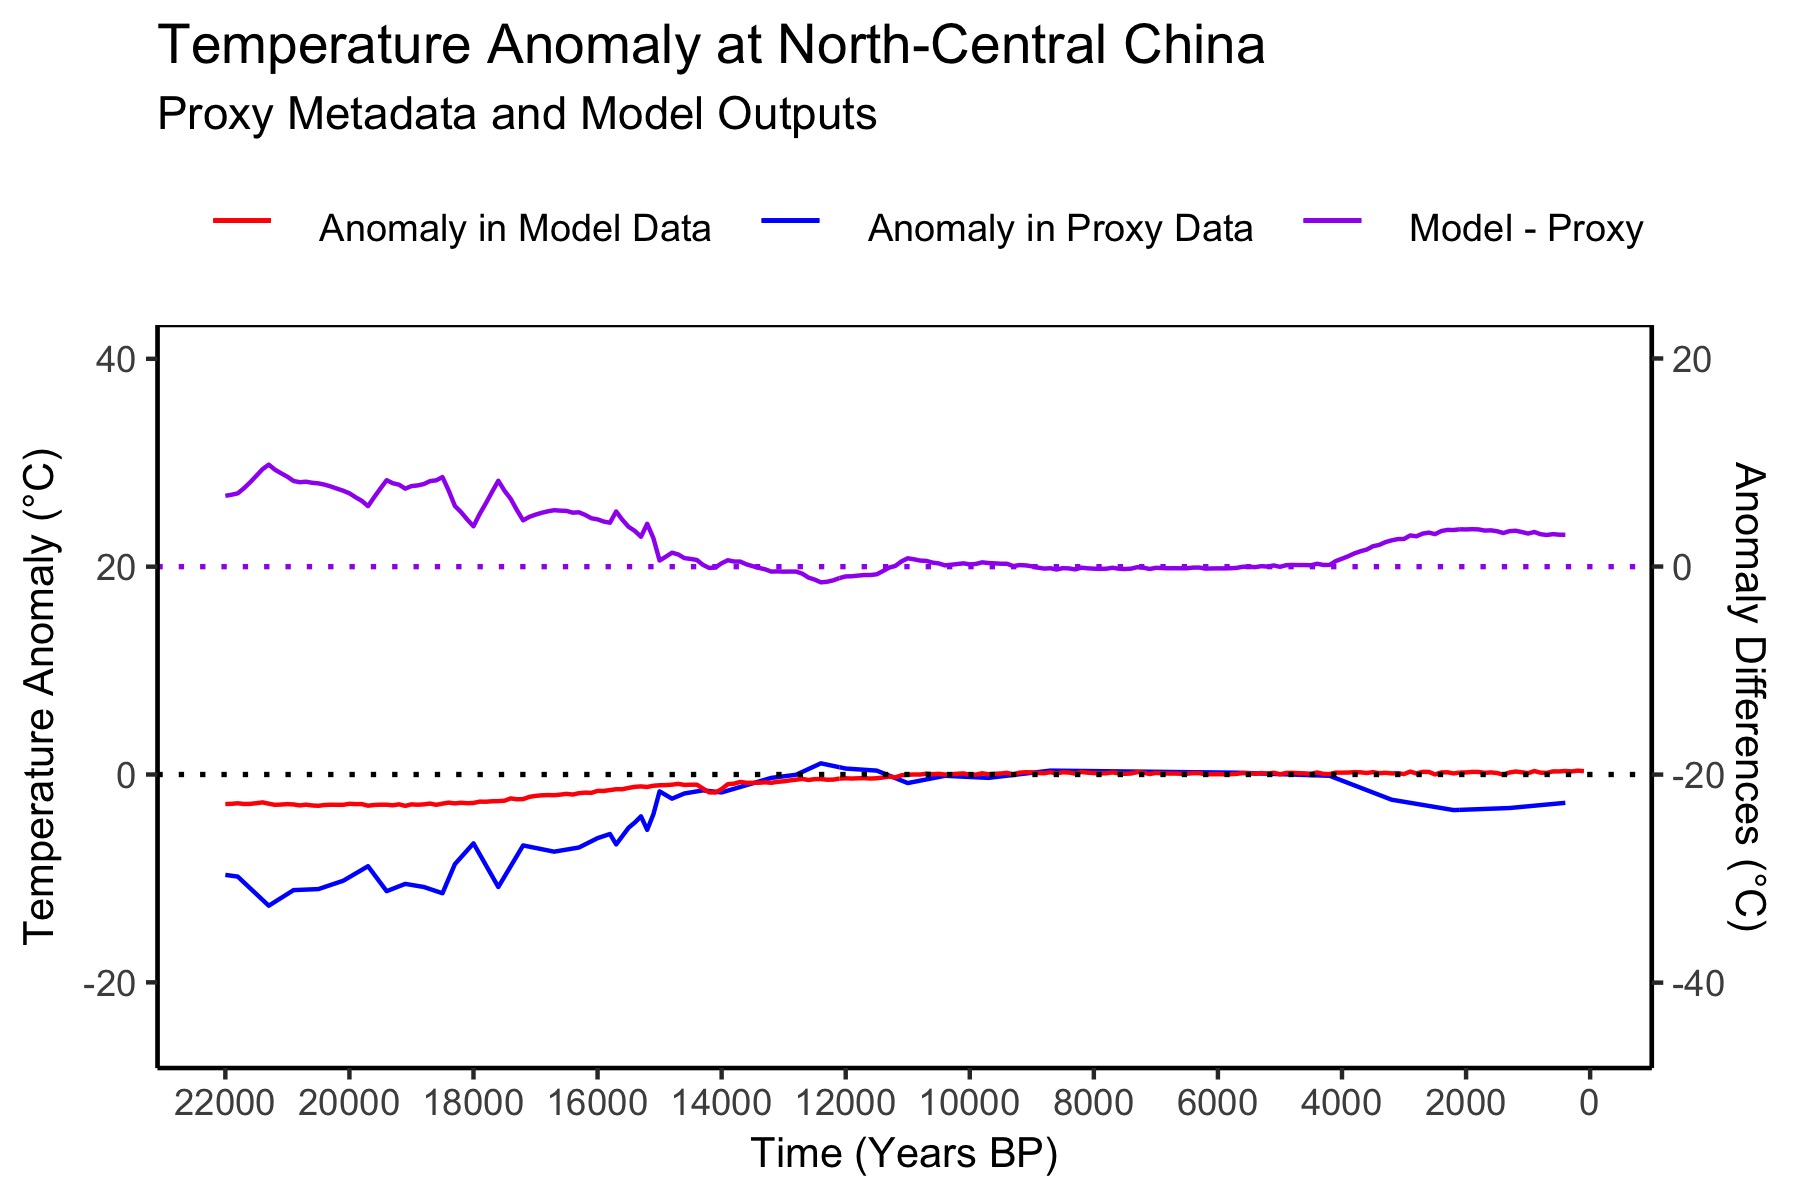 Temperature Anomaly at North-Central China
Proxy Metadata and Model Outputs
Anomaly in Model Data Anomaly in Proxy Data Model - Proxy
Temperature Anomaly (°C)
40
20
0
-20
20
0
-20
-40
Anomaly Differences (°C)
22000 20000 18000 16000 14000 12000 10000 8000 6000 4000 2000 0
Time (Years BP)